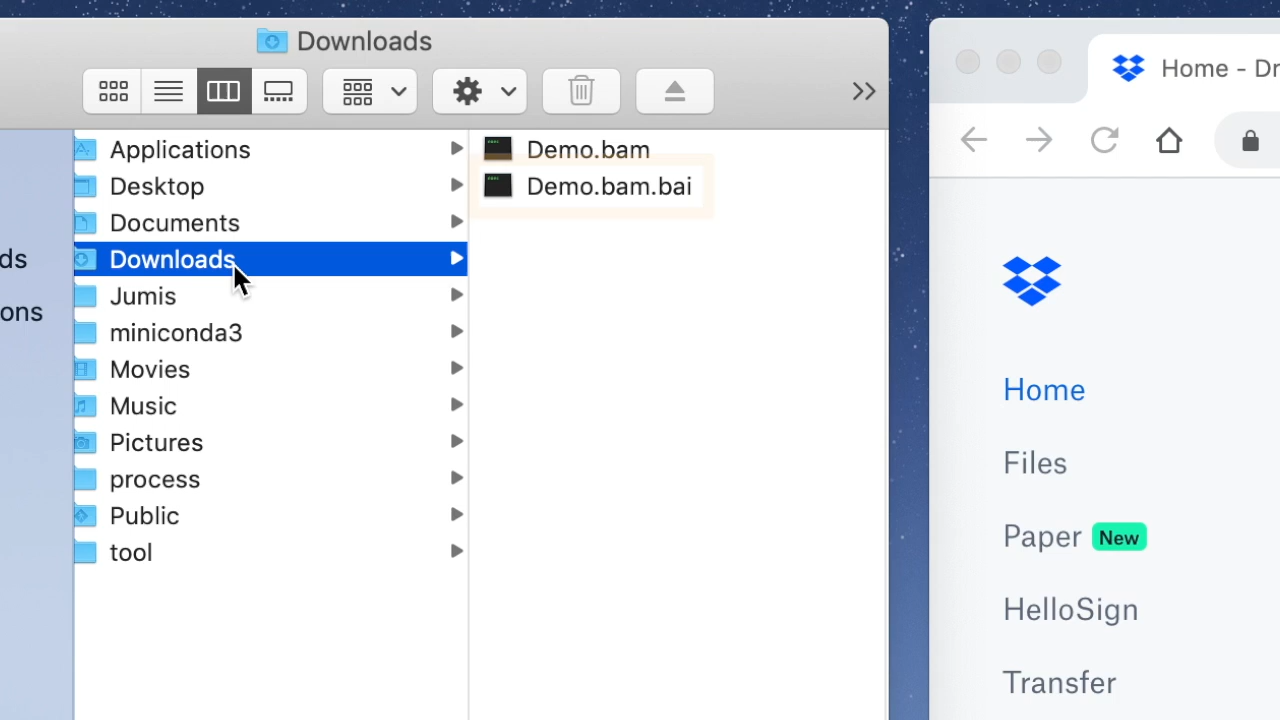 Downloads
Home - Dr
Applications
Desktop
Documents
Downloads
Jumis
miniconda3
Movies
Music
Pictures
process
Public
tool
ds
ons
Demo.bam
Demo.bam.bai
Home
Files
Paper New
HelloSign
Transfer